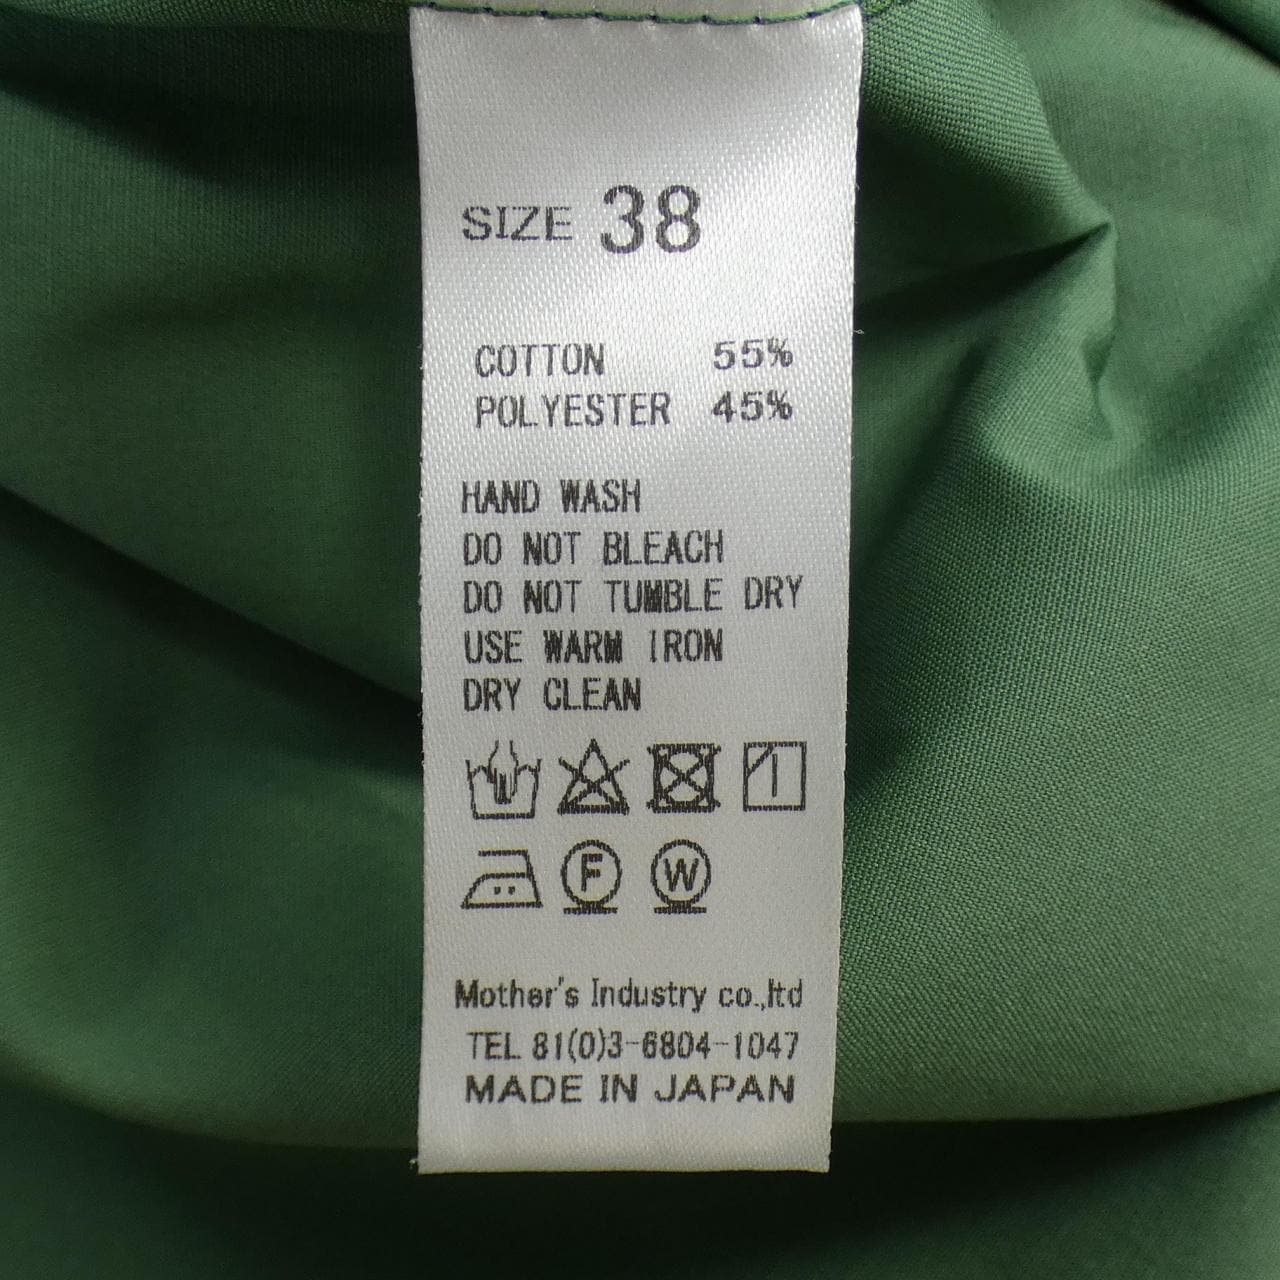 SIZE 38
COTTON 55%
POLYESTER 45%
HAND WASH
DO NOT BLEACH
DO NOT TUMBLE DRY
USE WARM IRON
DRY CLEAN
F W
Mother's Industry co.,ltd
TEL 81(0)3-6804-1047
MADE IN JAPAN